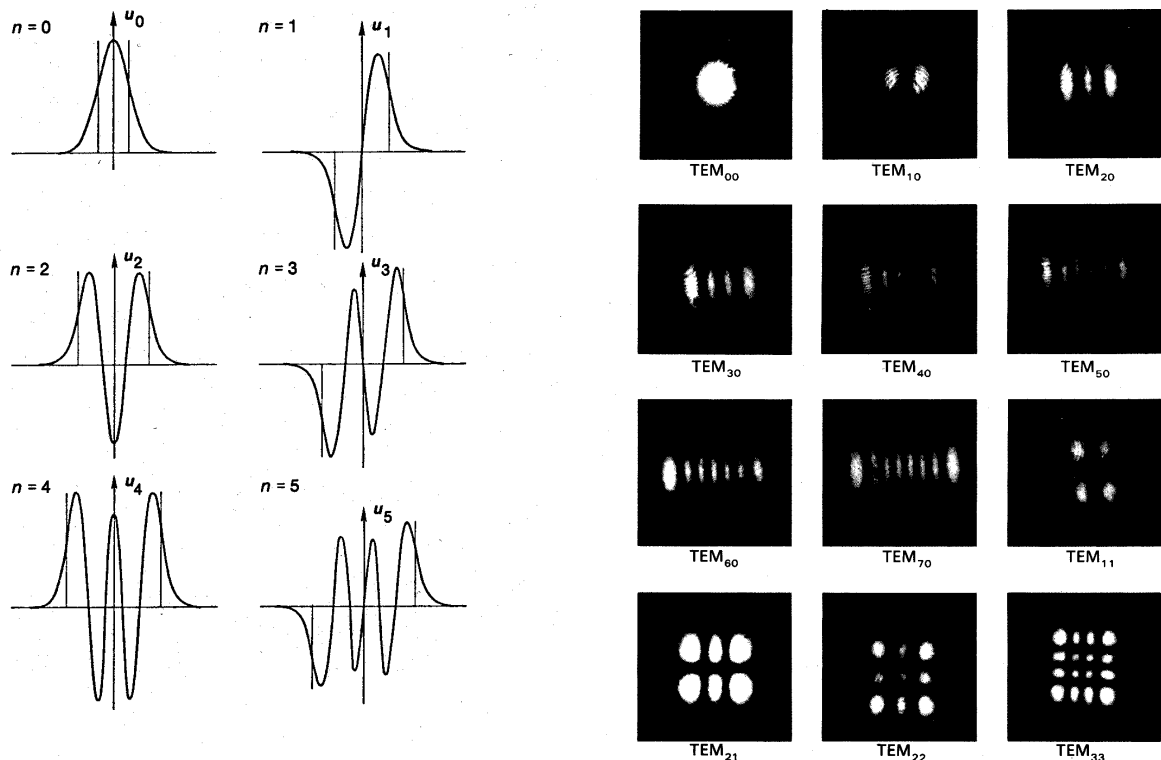 n=0
u₀
n=1
u₁
n=2
u₂
n=3
u₃
n=4
u₄
n=5
u₅
TEM₀₀
TEM₁₀
TEM₂₀
TEM₃₀
TEM₄₀
TEM₅₀
TEM₆₀
TEM₇₀
TEM₁₁
TEM₂₁
TEM₂₂
TEM₃₃